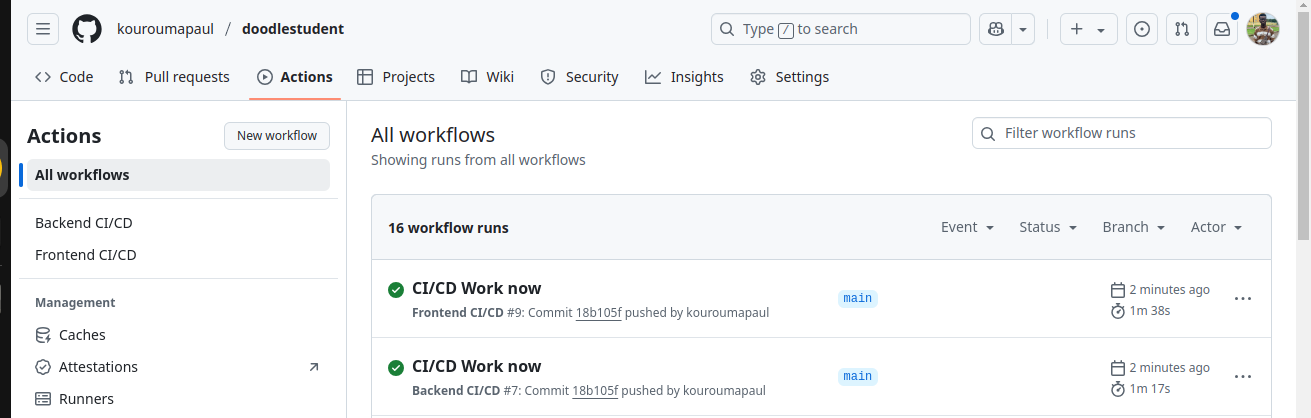 kouroumapaul / doodlestudent
Type / to search
Code Pull requests Actions Projects Wiki Security Insights Settings
Actions
New workflow
All workflows
Backend CI/CD
Frontend CI/CD
Management
Caches
Attestations
Runners
All workflows
Showing runs from all workflows
Filter workflow runs
16 workflow runs
Event Status Branch Actor
CI/CD Work now
Frontend CI/CD #9: Commit 18b105f pushed by kouroumapaul
main
2 minutes ago
1m 38s
CI/CD Work now
Backend CI/CD #7: Commit 18b105f pushed by kouroumapaul
main
2 minutes ago
1m 17s